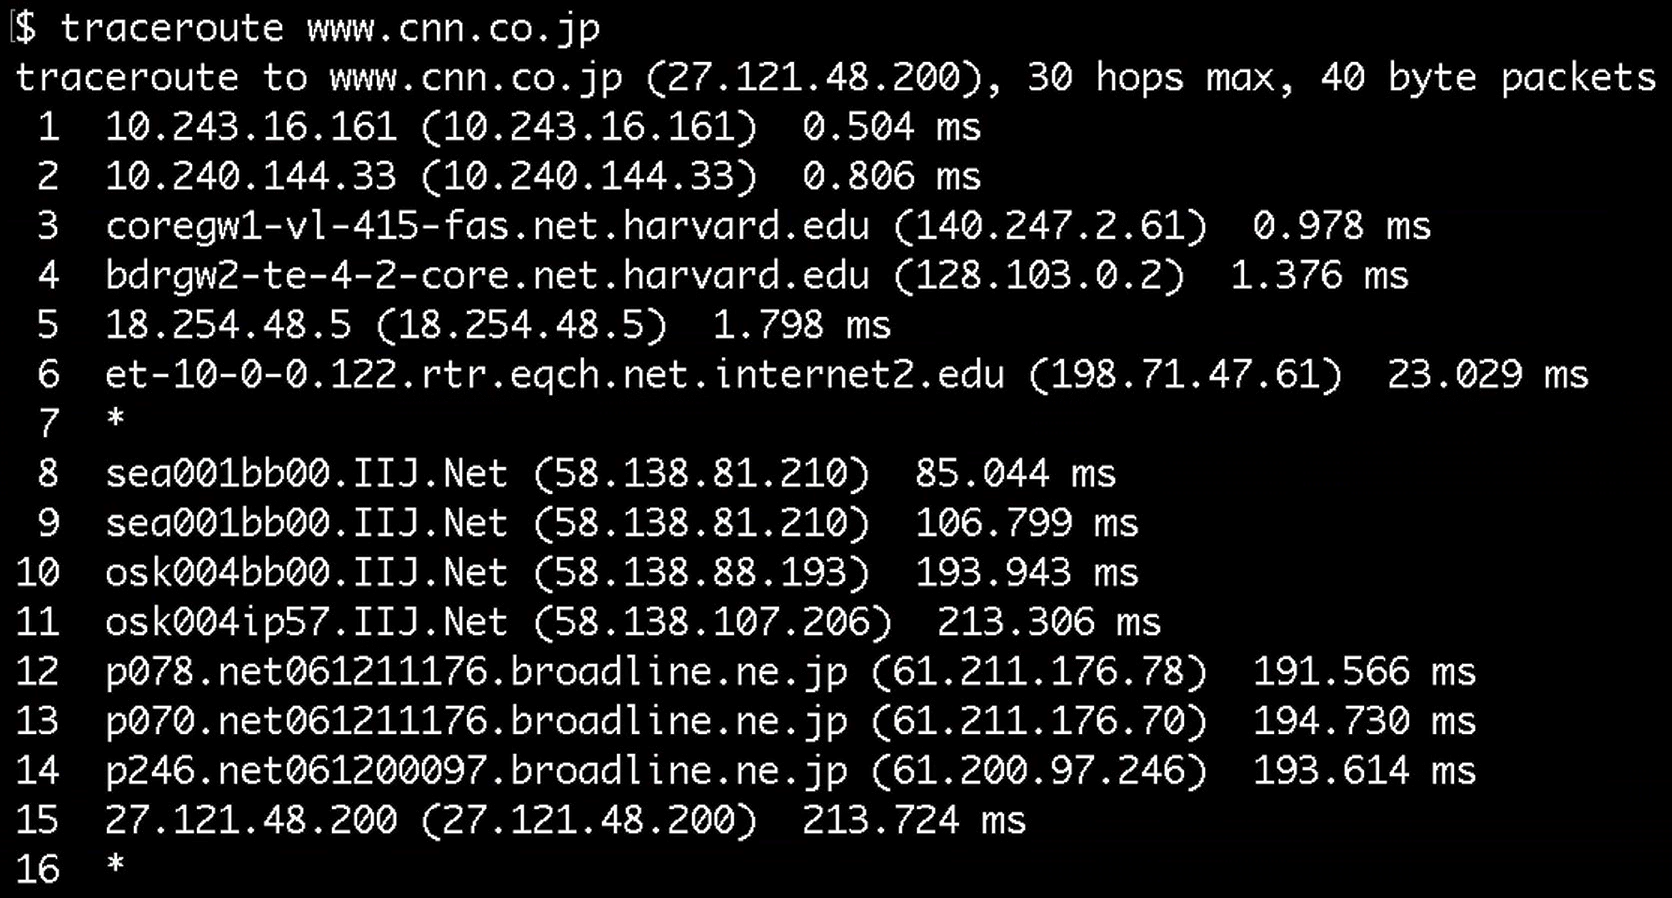 $ traceroute www.cnn.co.jp
traceroute to www.cnn.co.jp (27.121.48.200), 30 hops max, 40 byte packets
1 10.243.16.161 (10.243.16.161) 0.504 ms
2 10.240.144.33 (10.240.144.33) 0.806 ms
3 coregw1-vl-415-fas.net.harvard.edu (140.247.2.61) 0.978 ms
4 bdrgw2-te-4-2-core.net.harvard.edu (128.103.0.2) 1.376 ms
5 18.254.48.5 (18.254.48.5) 1.798 ms
6 et-10-0-0.122.rtr.eqch.net.internet2.edu (198.71.47.61) 23.029 ms
7 *
8 sea001bb00.IIJ.Net (58.138.81.210) 85.044 ms
9 sea001bb00.IIJ.Net (58.138.81.210) 106.799 ms
10 osk004bb00.IIJ.Net (58.138.88.193) 193.943 ms
11 osk004ip57.IIJ.Net (58.138.107.206) 213.306 ms
12 p078.net061211176.broadline.ne.jp (61.211.176.78) 191.566 ms
13 p070.net061211176.broadline.ne.jp (61.211.176.70) 194.730 ms
14 p246.net061200097.broadline.ne.jp (61.200.97.246) 193.614 ms
15 27.121.48.200 (27.121.48.200) 213.724 ms
16 *